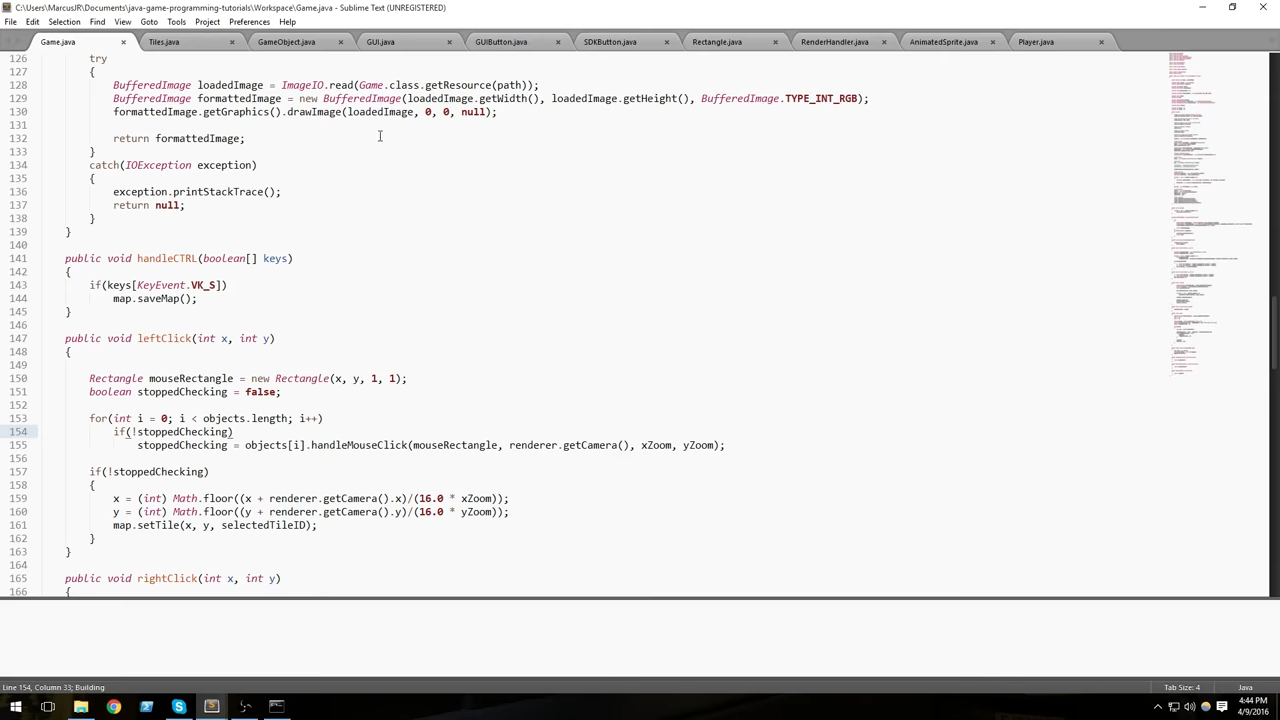 C:\Users\MarcusJR\Documents\java-game-programming-tutorials\Workspace\Game.java - Sublime Text (UNREGISTERED)
File Edit Selection Find View Goto Tools Project Preferences Help
Game.java × Tiles.java × GameObject.java × GUI.java × GUIButton.java × SDKButton.java × Rectangle.java × RenderHandler.java × AnimatedSprite.java × Player.java ×
126 try
127 {
128 BufferedImage loadedImage = ImageIO.read(Game.class.getResource(path));
129 BufferedImage formattedImage = new BufferedImage(loadedImage.getWidth(), loadedImage.getHeight(), BufferedImage.TYPE_INT_RGB);
130 formattedImage.getGraphics().drawImage(loadedImage, 0, 0, null);
131
132 return formattedImage;
133 }
134 catch(IOException exception)
135 {
136 exception.printStackTrace();
137 return null;
138 }
139 }
140
141 public void handleCTRL(boolean[] keys)
142 {
143 if(keys[KeyEvent.VK_S])
144 map.saveMap();
145 }
146
147 public void leftClick(int x, int y)
148 {
149
150 Rectangle mouseRectangle = new Rectangle(x, y, 1, 1);
151 boolean stoppedChecking = false;
152
153 for(int i = 0; i < objects.length; i++)
154 if(!stoppedChecking)
155 stoppedChecking = objects[i].handleMouseClick(mouseRectangle, renderer.getCamera(), xZoom, yZoom);
156
157 if(!stoppedChecking)
158 {
159 x = (int) Math.floor((x + renderer.getCamera().x)/(16.0 * xZoom));
160 y = (int) Math.floor((y + renderer.getCamera().y)/(16.0 * yZoom));
161 map.setTile(x, y, selectedTileID);
162 }
163 }
164
165 public void rightClick(int x, int y)
166 {
Line 154, Column 33; Building Tab Size: 4 Java
4:44 PM
4/9/2016